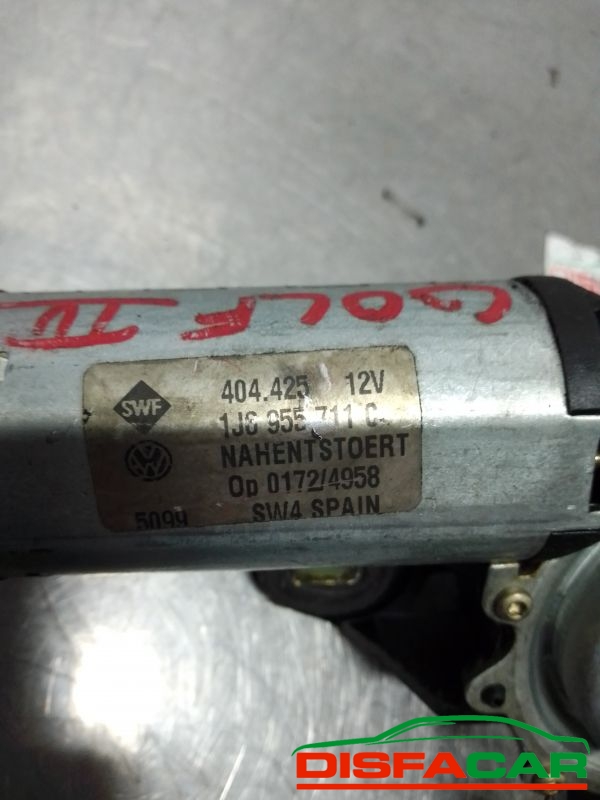 GOLF IV
SWF
404.425 12V
1J6 955 711 C
NAHENTSTOERT
Op 0172/4958
5099 SW4 SPAIN
DISFACAR